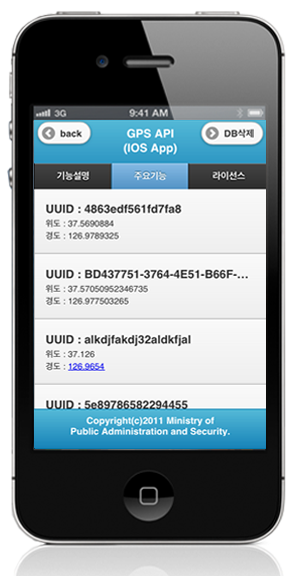 3G 9:41 AM
back
GPS API
(IOS App)
DB삭제
기능설명 주요기능 라이선스
UUID : 4863edf561fd7fa8
위도 : 37.5690884
경도 : 126.9789325
UUID : BD437751-3764-4E51-B66F-...
위도 : 37.57050952346735
경도 : 126.977503265
UUID : alkdjfakdj32aldkfjal
위도 : 37.126
경도 : 126.9654
UUID : 5e89786582294455
Copyright(c)2011 Ministry of
Public Administration and Security.